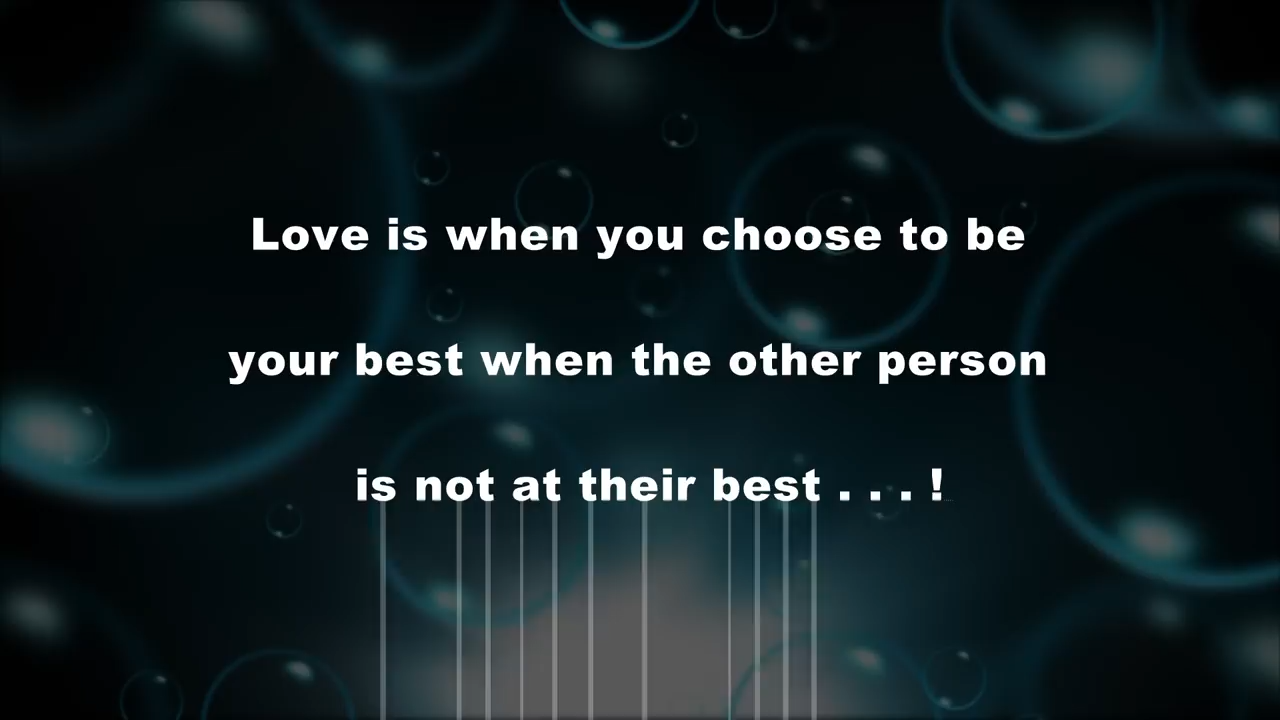 Love is when you choose to be
your best when the other person
is not at their best . . . !